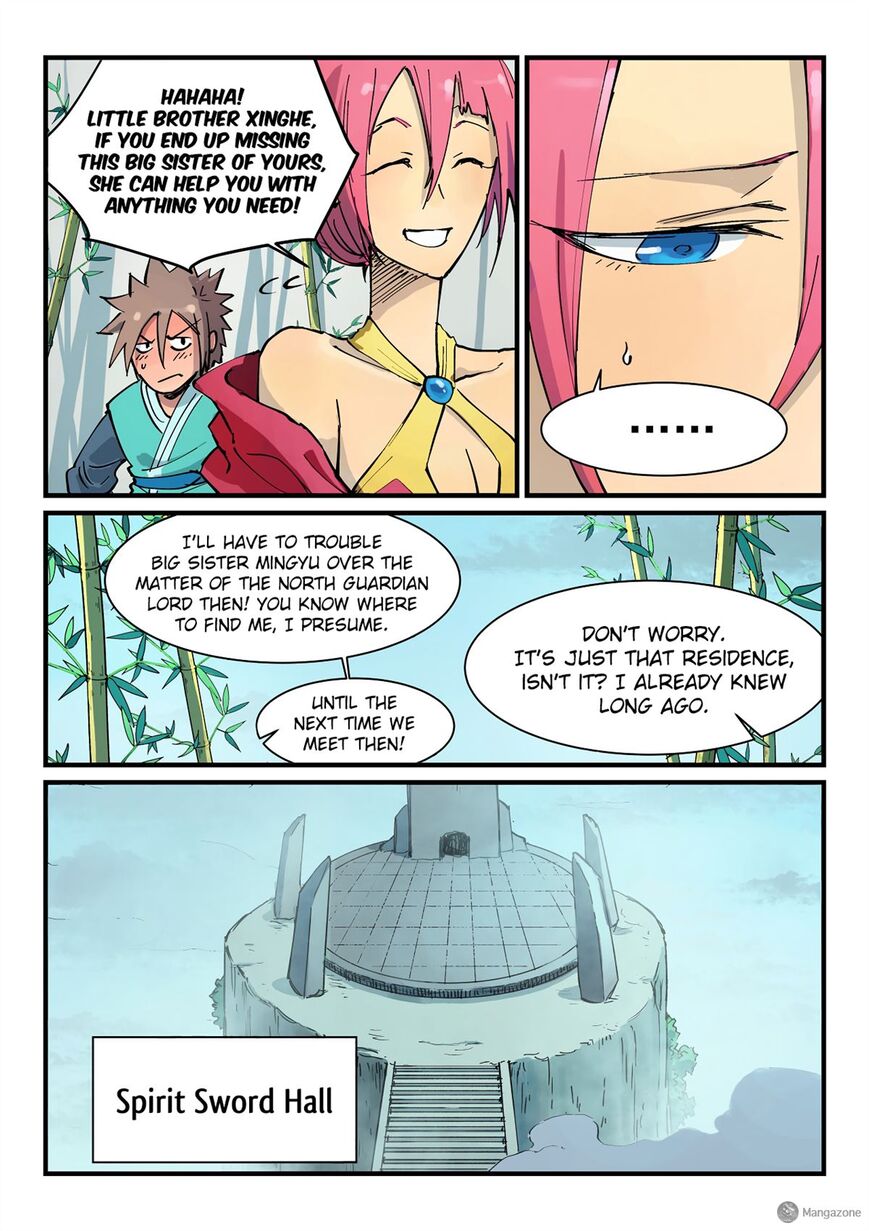 HAHAHA!
LITTLE BROTHER XINGHE,
IF YOU END UP MISSING
THIS BIG SISTER OF YOURS,
SHE CAN HELP YOU WITH
ANYTHING YOU NEED!
......
I'LL HAVE TO TROUBLE
BIG SISTER MINGYU OVER THE
MATTER OF THE NORTH GUARDIAN
LORD THEN! YOU KNOW WHERE
TO FIND ME, I PRESUME.
UNTIL THE
NEXT TIME WE
MEET THEN!
DON'T WORRY.
IT'S JUST THAT RESIDENCE,
ISN'T IT? I ALREADY KNEW
LONG AGO.
Spirit Sword Hall
Mangazone